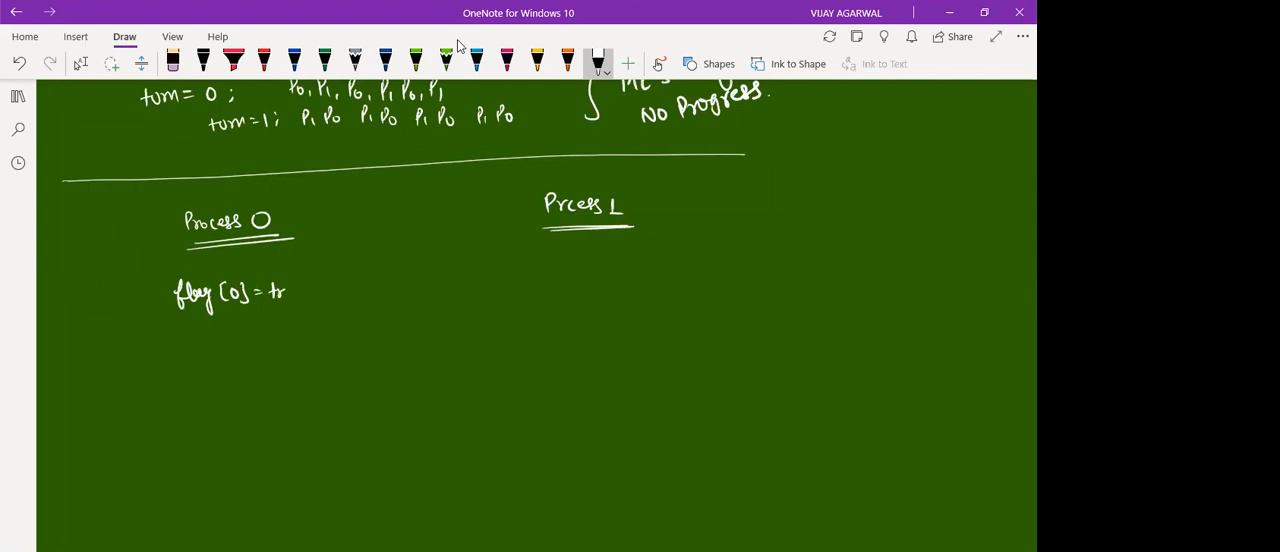 OneNote for Windows 10
VIJAY AGARWAL
Home Insert Draw View Help
Share
Shapes Ink to Shape Ink to Text
turn = 0 ; P0, P1, P0, P1 P0, P1
turn = 1 ; P1 P0 P1 P0 P1 P0 P1 P0
No Progress.
Process 0
Prcess 1
flag [0] = tr